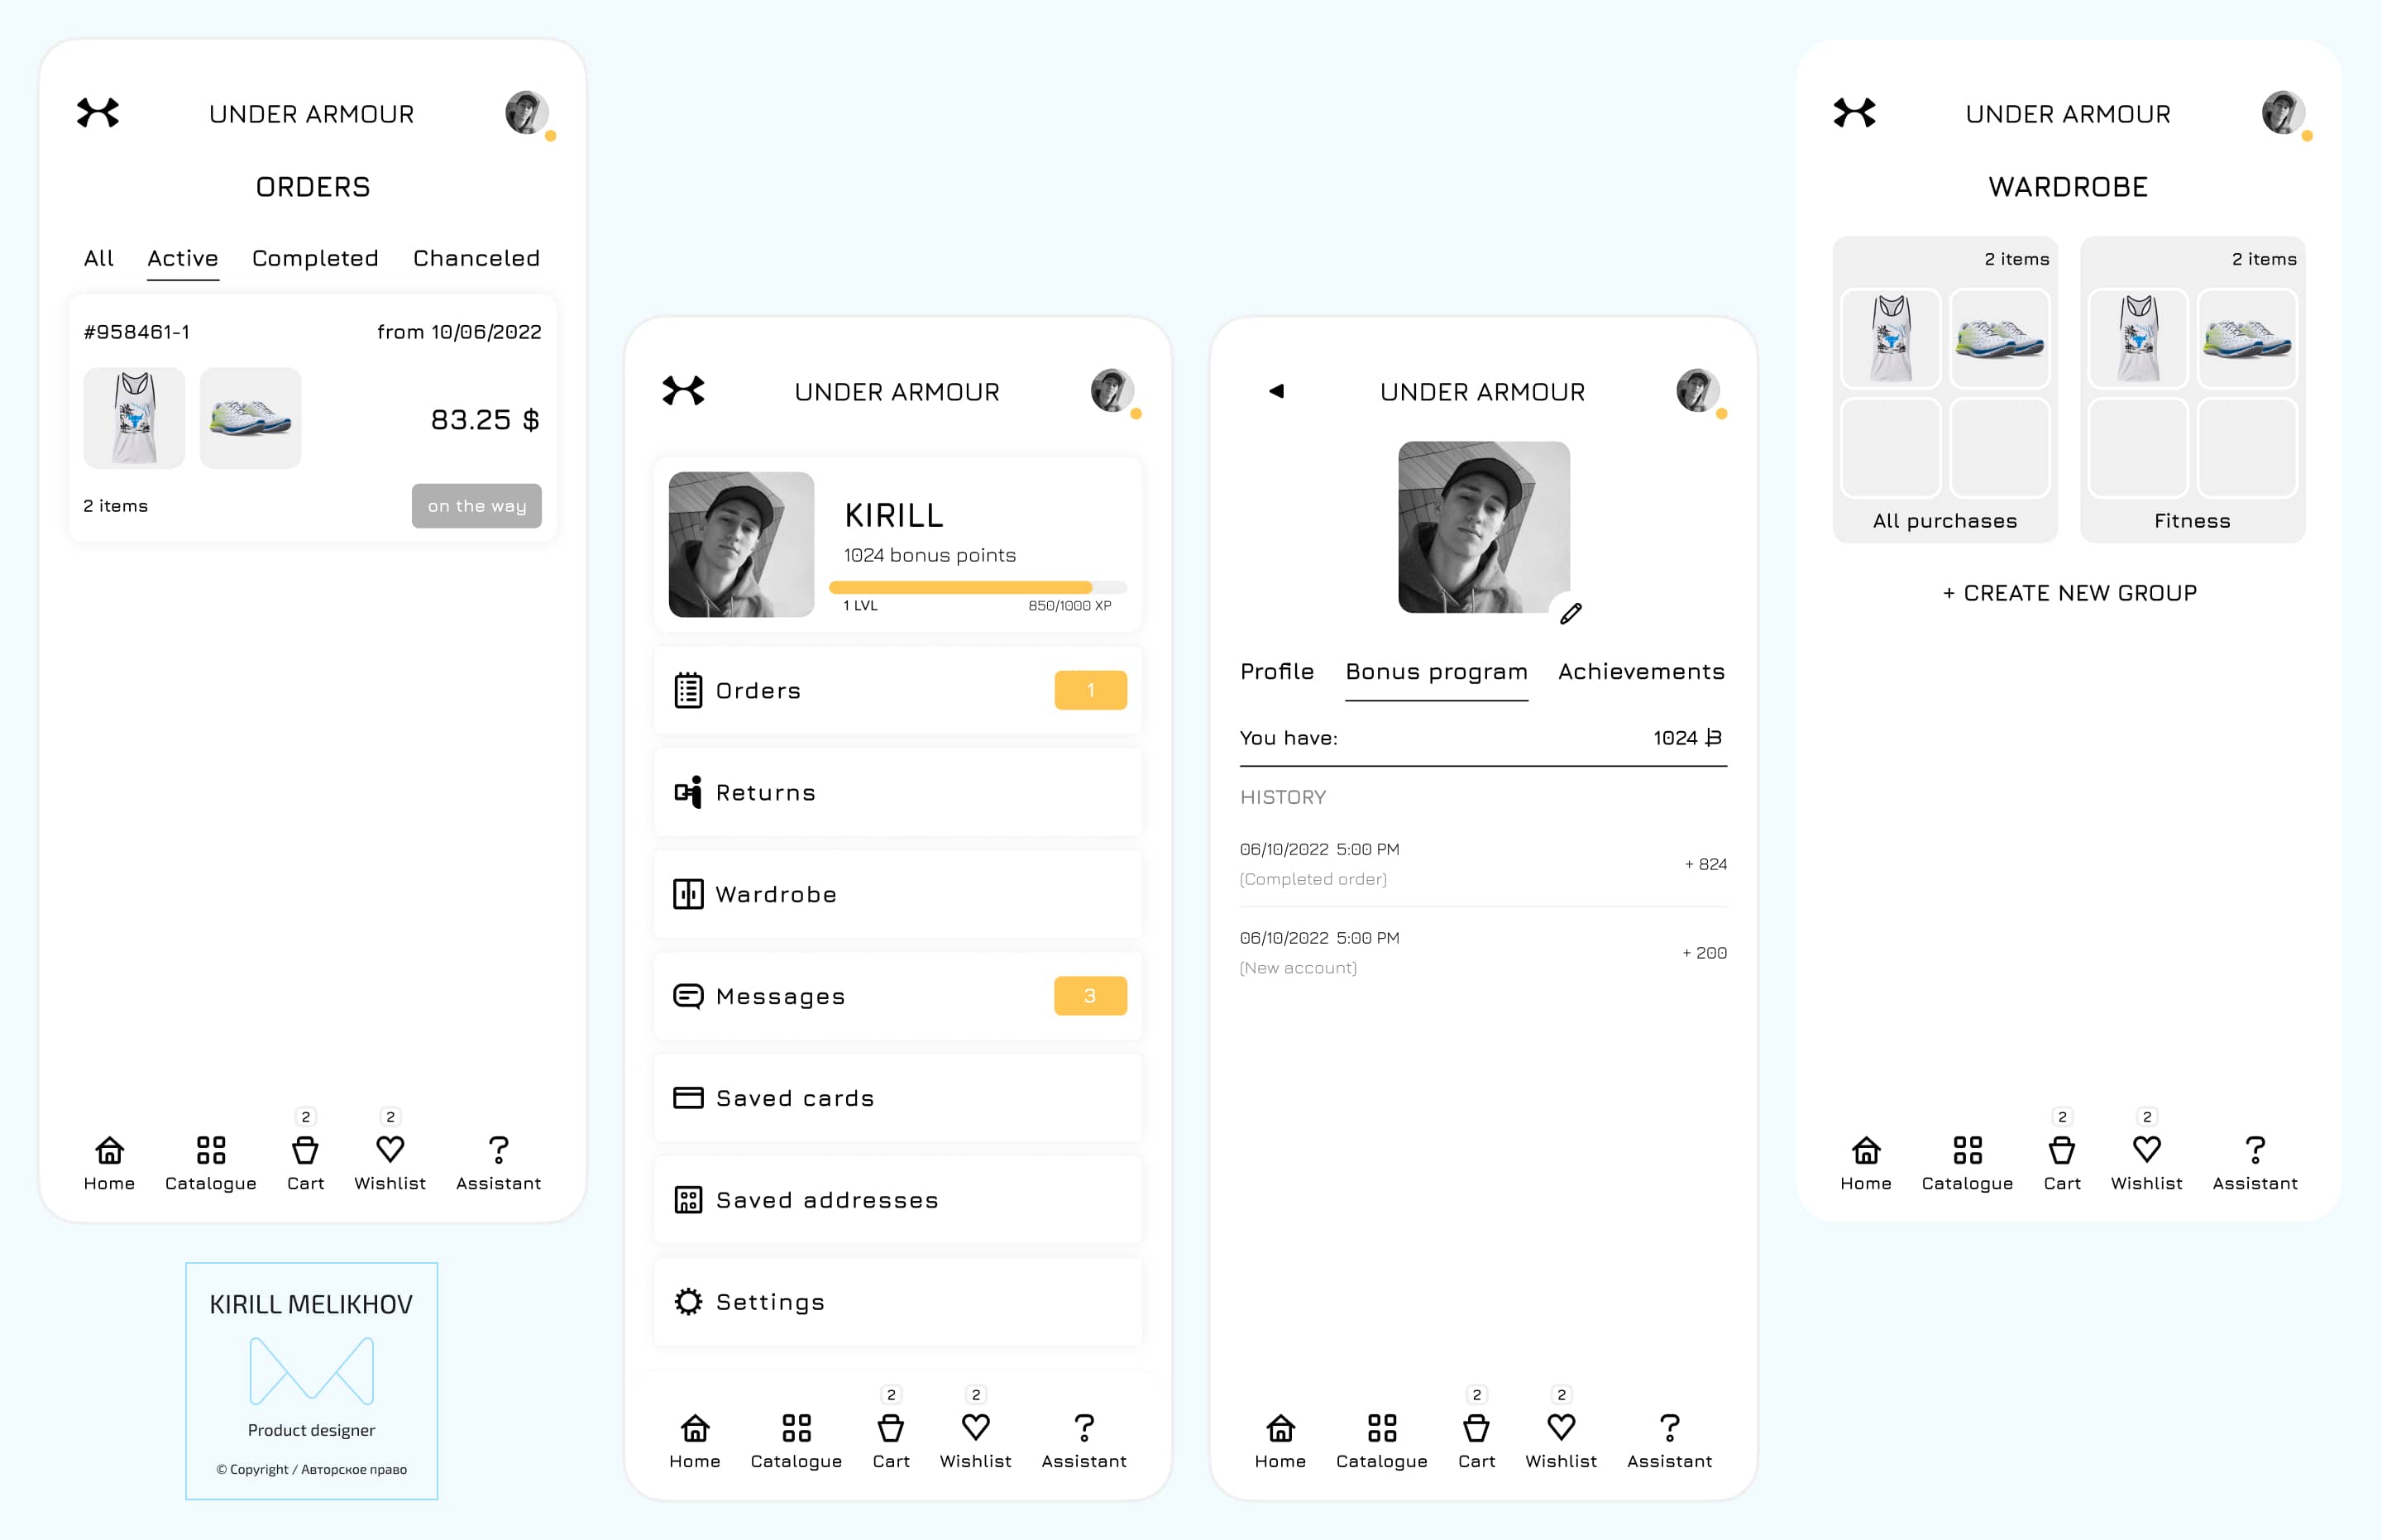 UNDER ARMOUR
ORDERS
All Active Completed Chanceled
#958461-1 from 10/06/2022
83.25 $
2 items on the way
2 2
Home Catalogue Cart Wishlist Assistant
KIRILL MELIKHOV
Product designer
© Copyright / Авторское право
UNDER ARMOUR
KIRILL
1024 bonus points
1 LVL 850/1000 XP
Orders 1
Returns
Wardrobe
Messages 3
Saved cards
Saved addresses
Settings
2 2
Home Catalogue Cart Wishlist Assistant
UNDER ARMOUR
Profile Bonus program Achievements
You have: 1024 B
HISTORY
06/10/2022 5:00 PM
+ 824
(Completed order)
06/10/2022 5:00 PM
+ 200
(New account)
2 2
Home Catalogue Cart Wishlist Assistant
UNDER ARMOUR
WARDROBE
2 items 2 items
All purchases Fitness
+ CREATE NEW GROUP
2 2
Home Catalogue Cart Wishlist Assistant